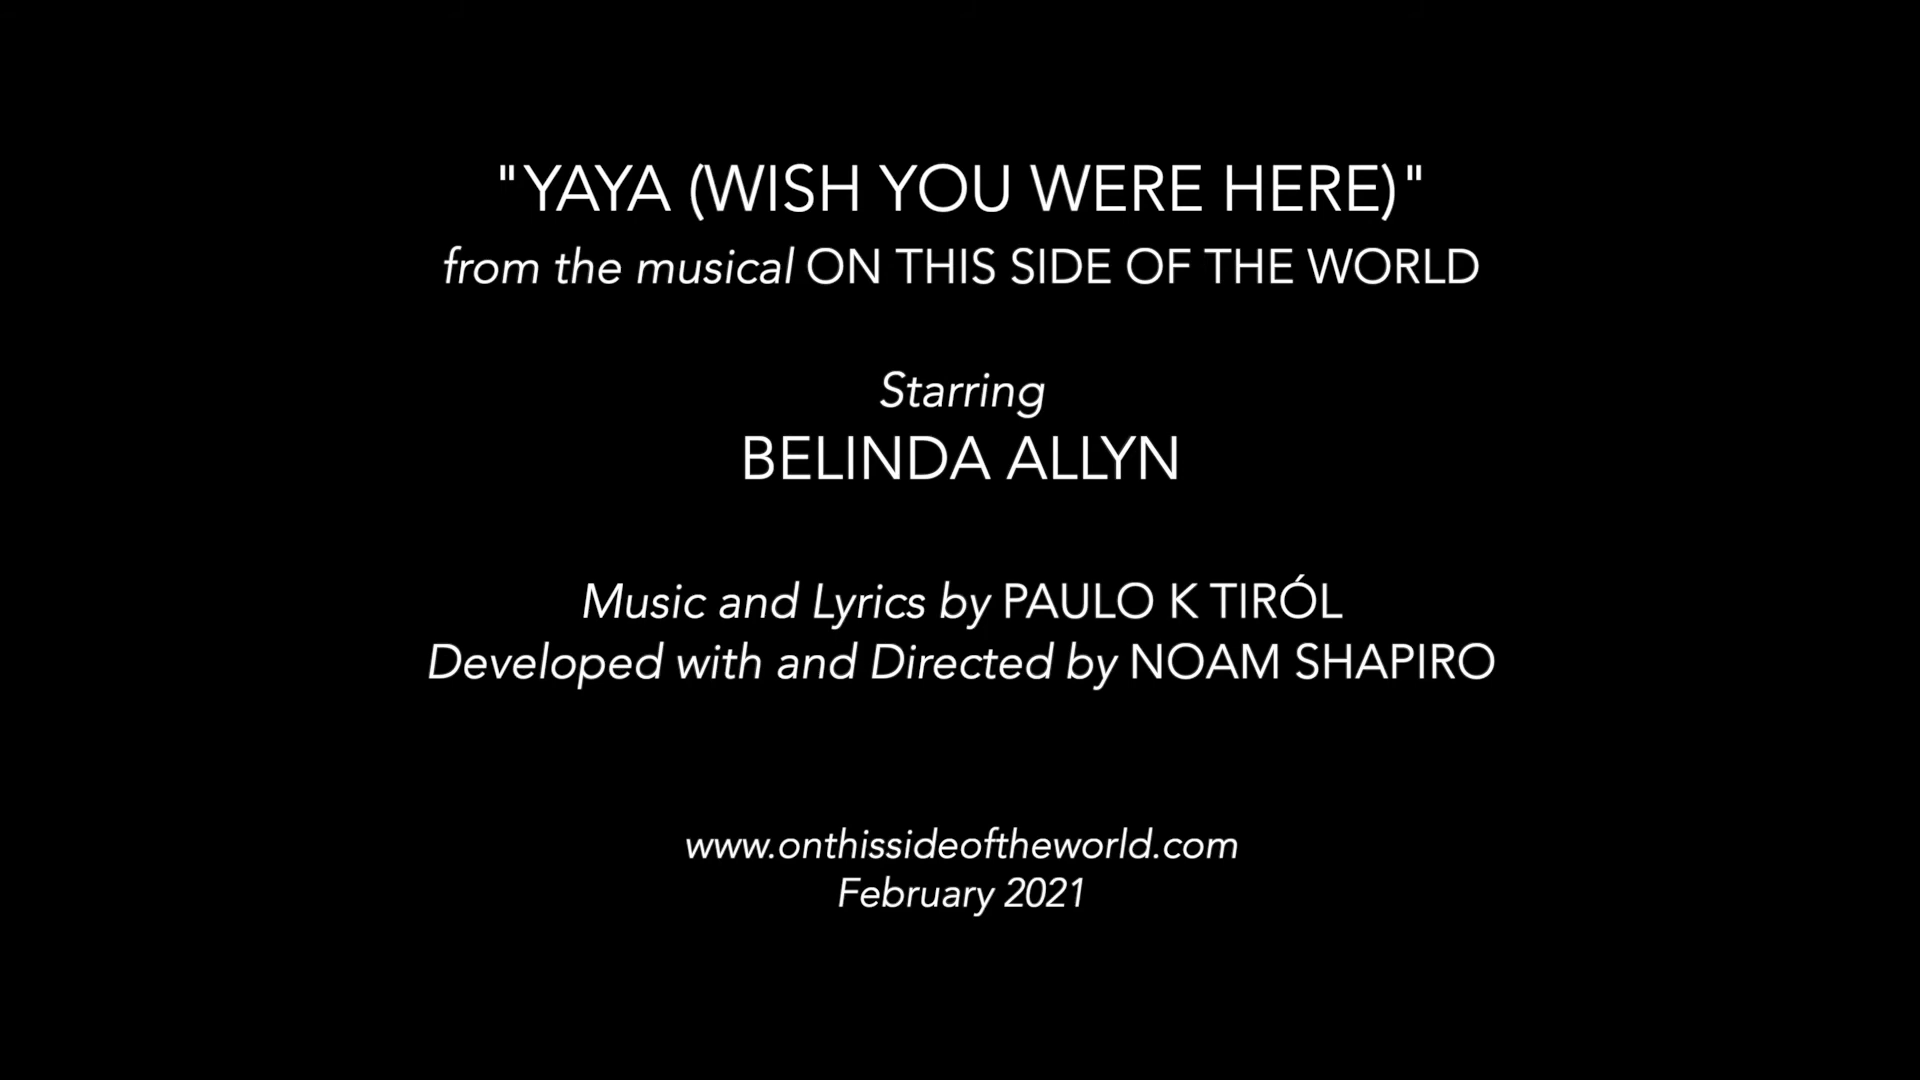 "YAYA (WISH YOU WERE HERE)"
from the musical ON THIS SIDE OF THE WORLD
Starring
BELINDA ALLYN
Music and Lyrics by PAULO K TIRÓL
Developed with and Directed by NOAM SHAPIRO
www.onthissideoftheworld.com
February 2021